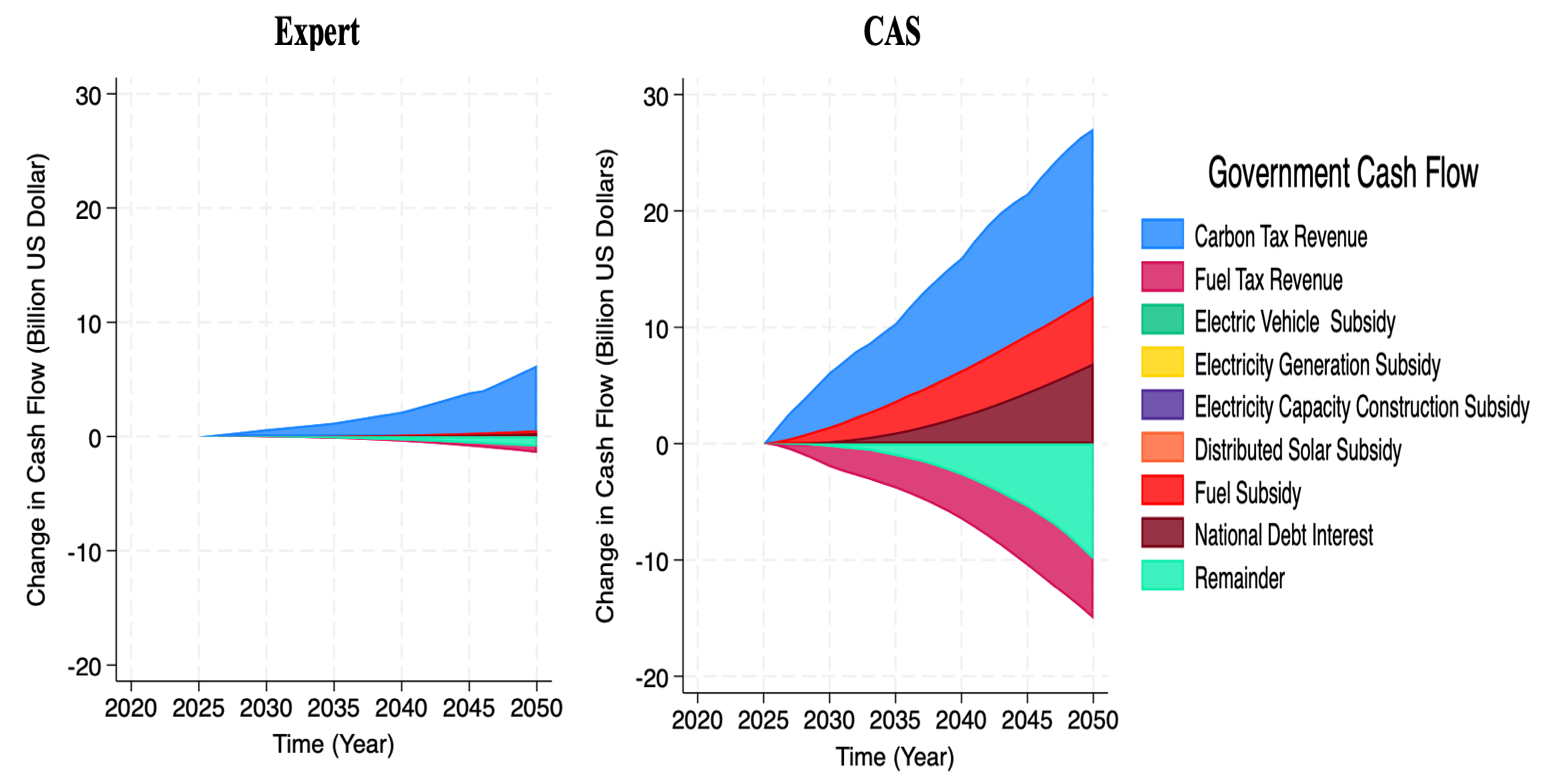 Expert
CAS
30
20
10
0
-10
-20
Change in Cash Flow (Billion US Dollar)
2020 2025 2030 2035 2040 2045 2050
Time (Year)
30
20
10
0
-10
-20
Change in Cash Flow (Billion US Dollars)
2020 2025 2030 2035 2040 2045 2050
Time (Year)
Government Cash Flow
Carbon Tax Revenue
Fuel Tax Revenue
Electric Vehicle Subsidy
Electricity Generation Subsidy
Electricity Capacity Construction Subsidy
Distributed Solar Subsidy
Fuel Subsidy
National Debt Interest
Remainder